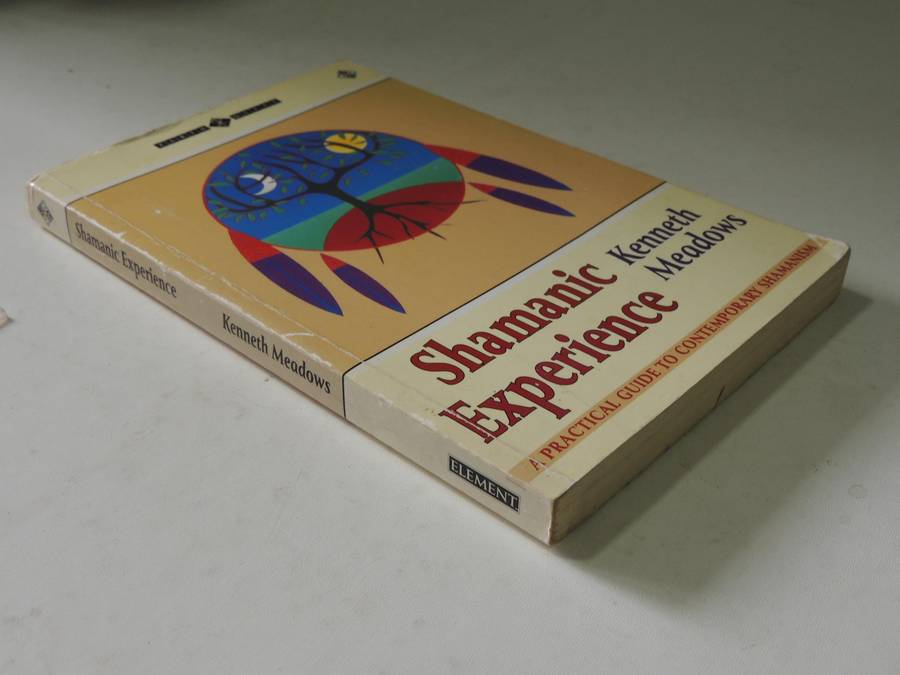 Shamanic
Experience
Kenneth
Meadows
A PRACTICAL GUIDE TO CONTEMPORARY SHAMANISM
Shamanic Experience
Kenneth Meadows
ELEMENT